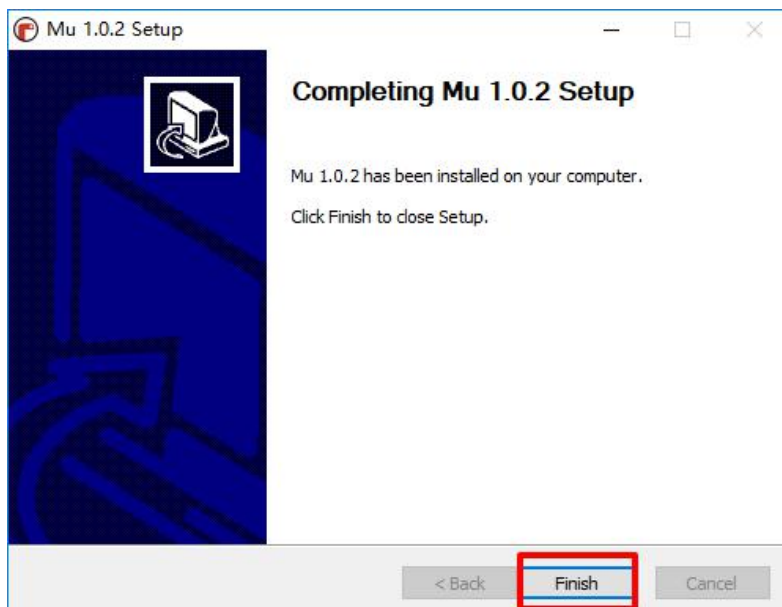 Mu 1.0.2 Setup
Completing Mu 1.0.2 Setup
Mu 1.0.2 has been installed on your computer.
Click Finish to close Setup.
< Back Finish Cancel